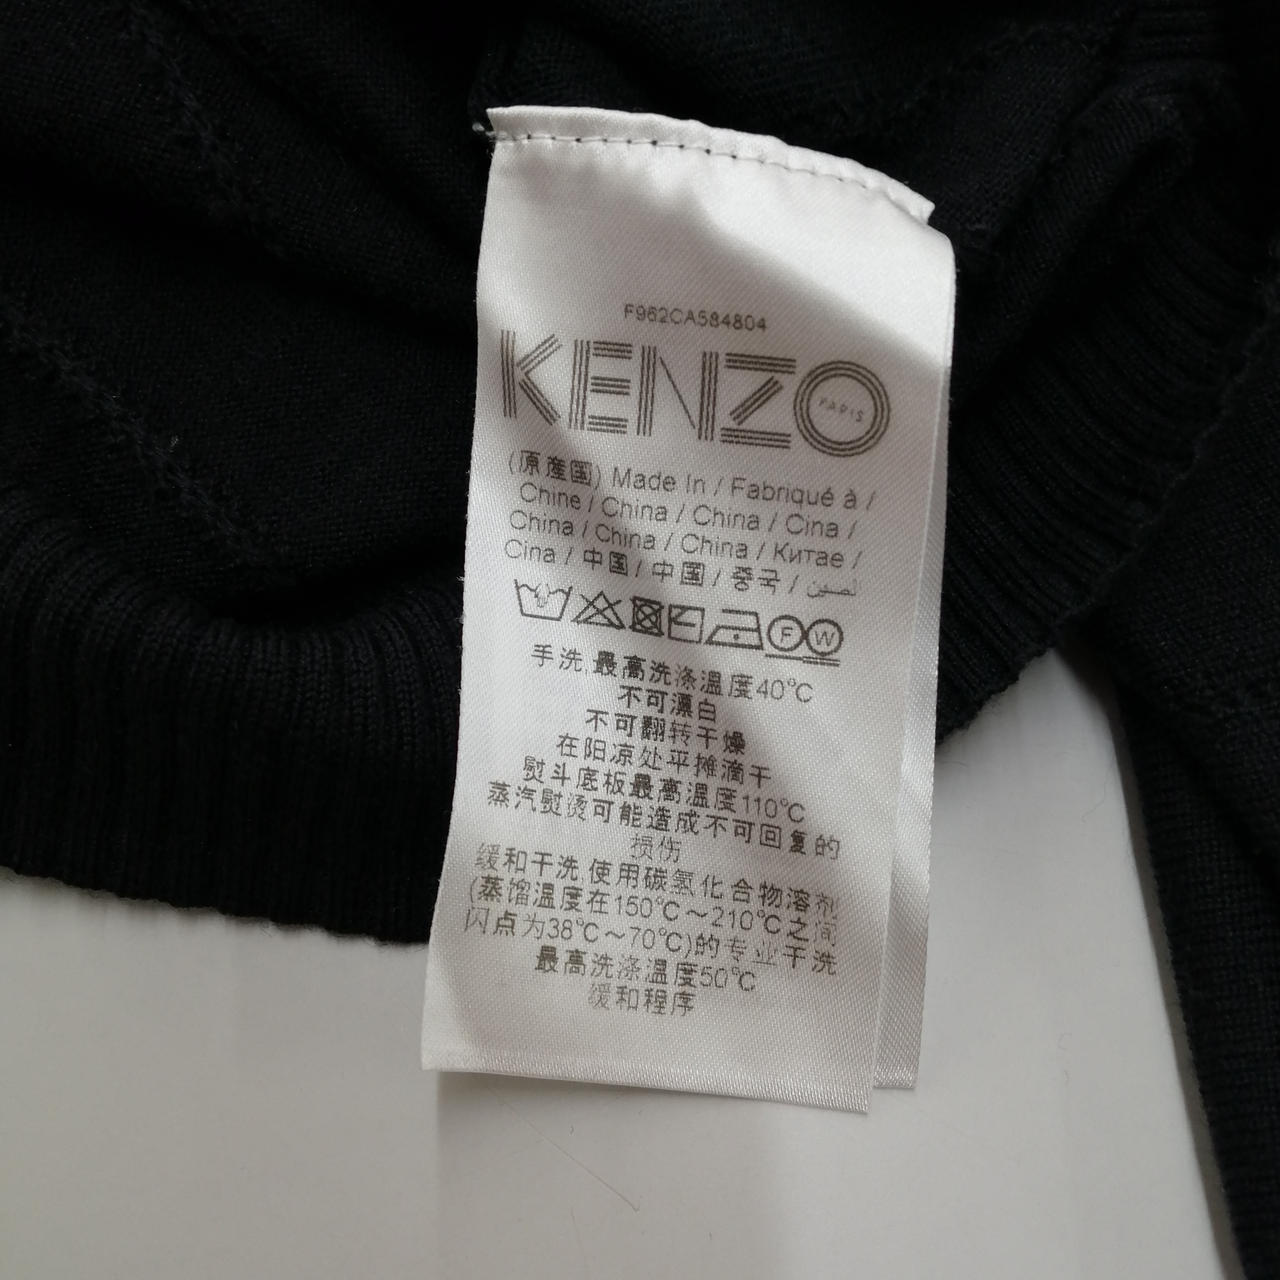 F962CA584804
KENZO
PARIS
(原産国) Made In / Fabriqué à /
Chine / China / China / Cina /
China / China / China / Китае /
Cina / 中国 / 中國 / 중국 / الصين
F W
手洗,最高洗涤温度40℃
不可漂白
不可翻转干燥
在阳凉处平摊滴干
熨斗底板最高温度110℃
蒸汽熨烫可能造成不可回复的
损伤
缓和干洗,使用碳氢化合物溶剂
(蒸馏温度在150℃~210℃之间
闪点为38℃~70℃)的专业干洗
最高洗涤温度50℃
缓和程序